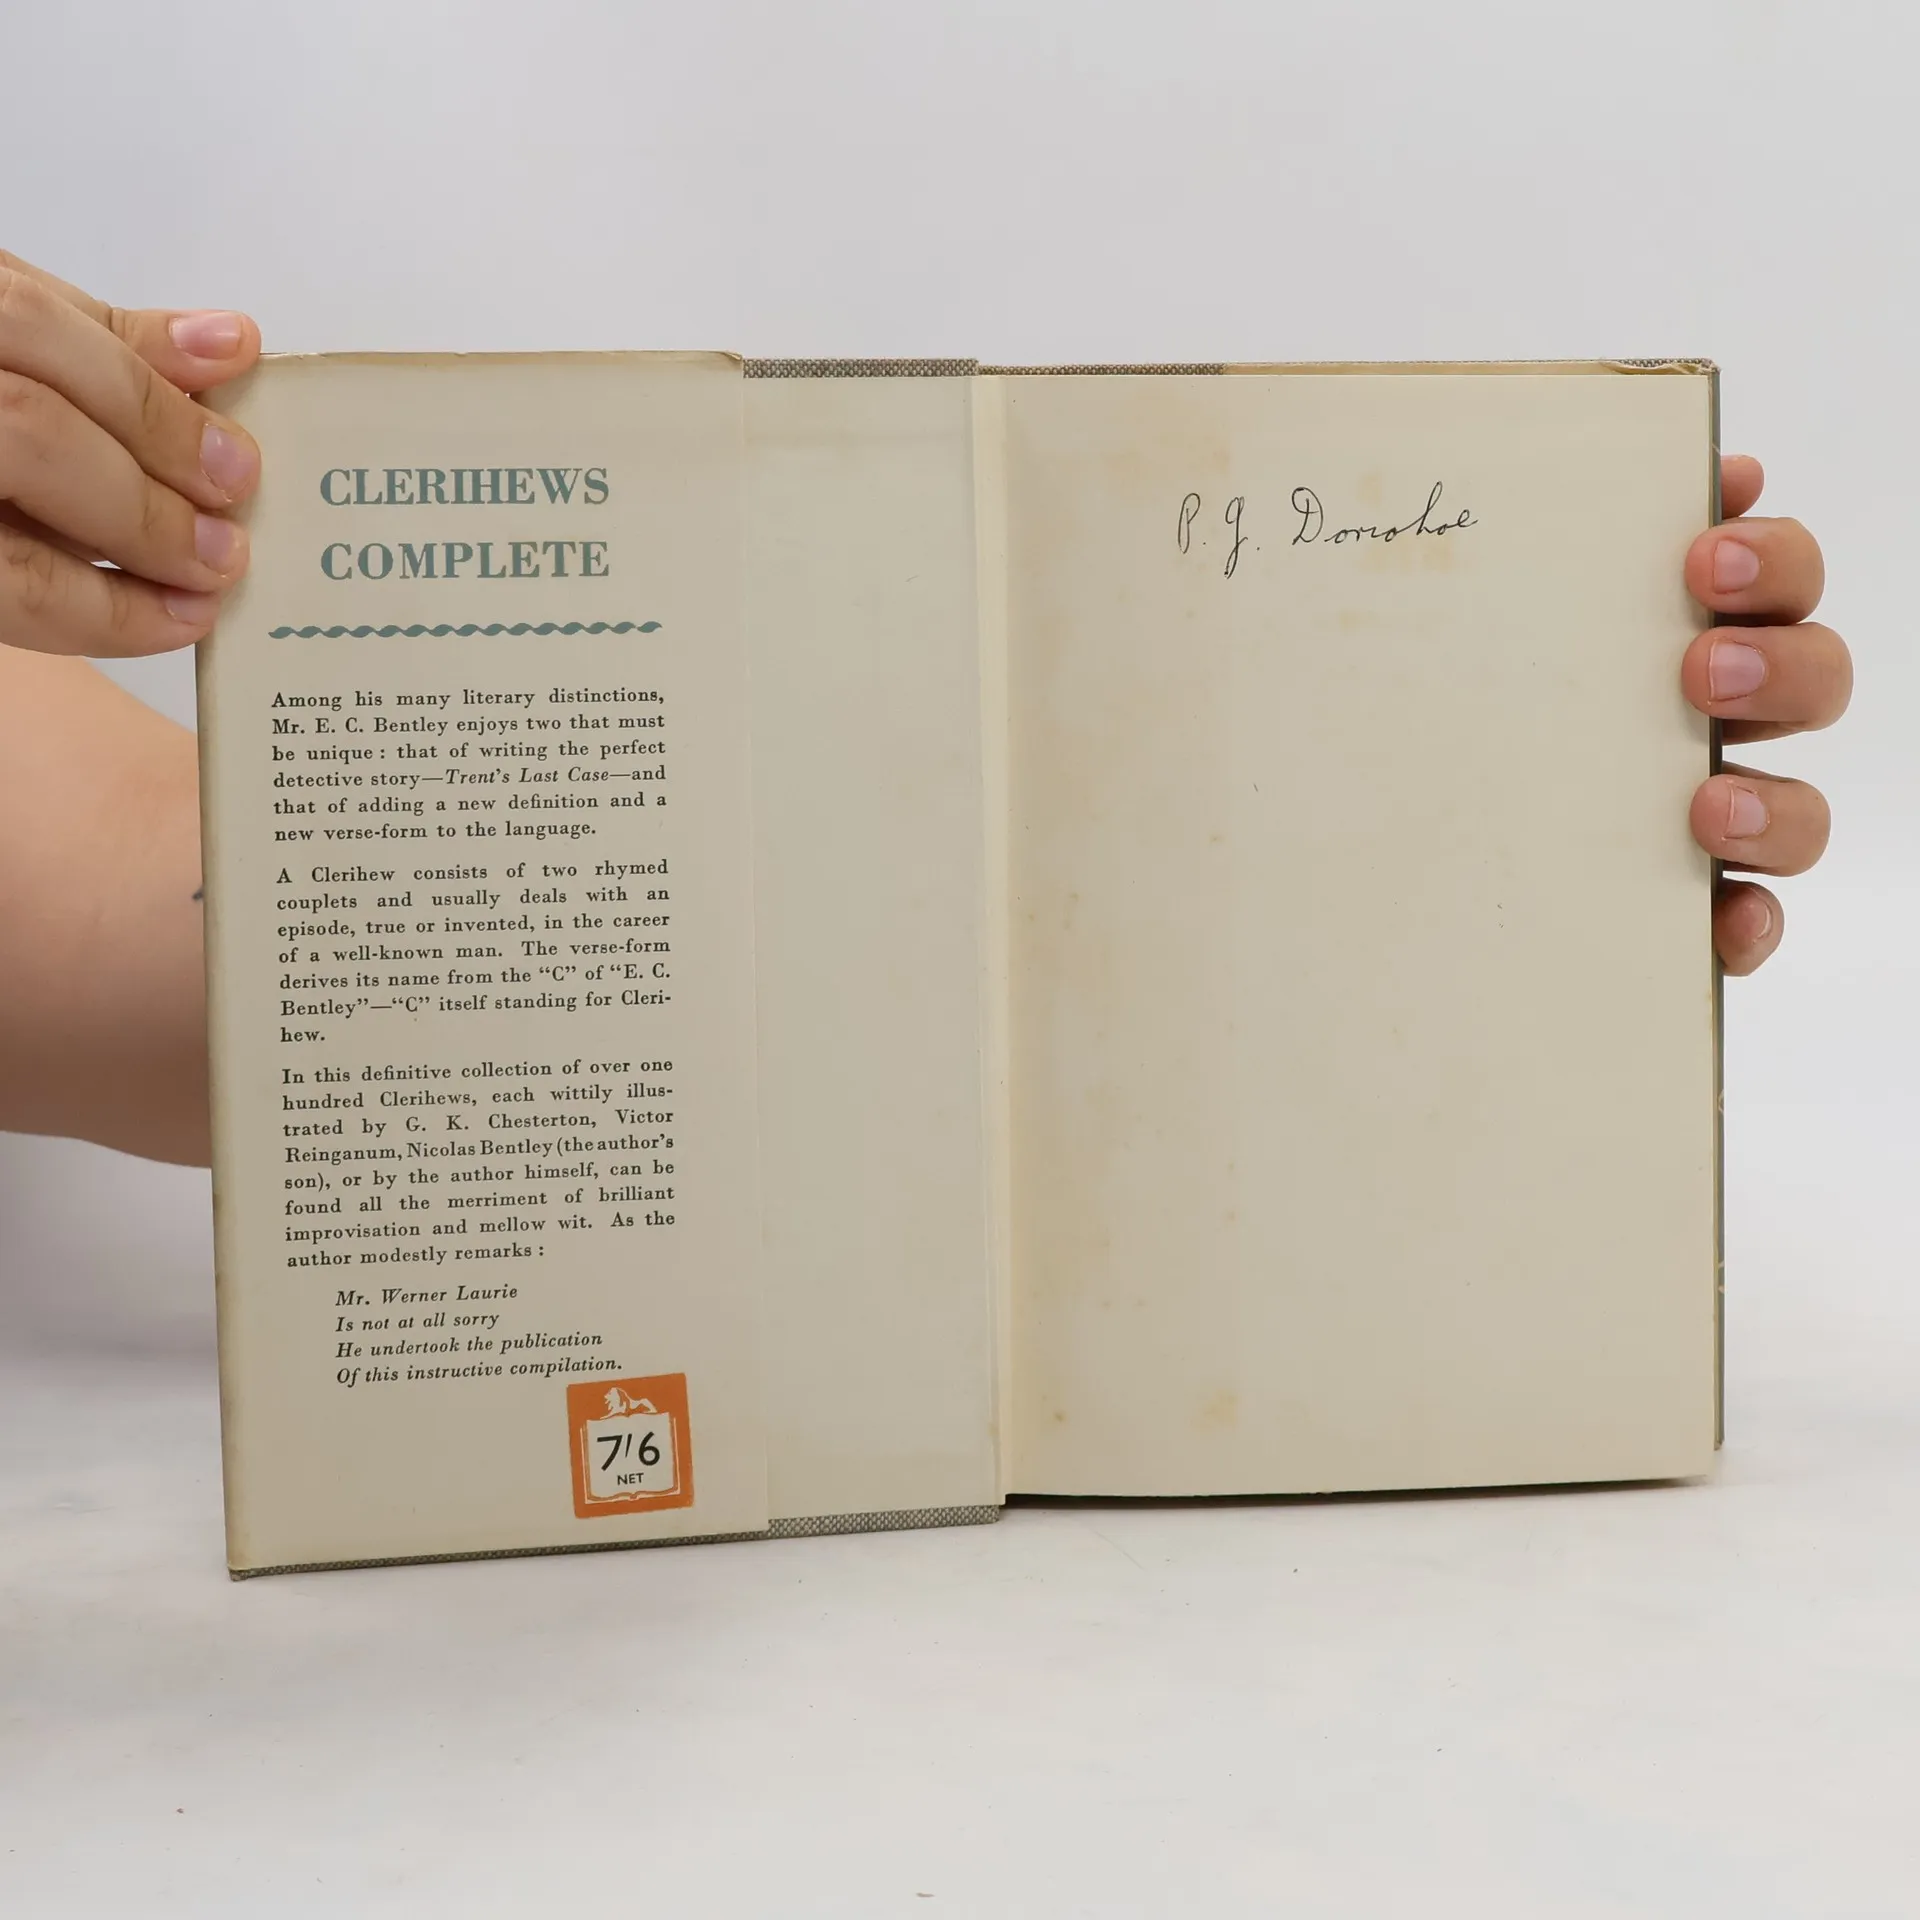 CLERIHEWS
COMPLETE
Among his many literary distinctions,
Mr. E. C. Bentley enjoys two that must
be unique : that of writing the perfect
detective story—Trent's Last Case—and
that of adding a new definition and a
new verse-form to the language.
A Clerihew consists of two rhymed
couplets and usually deals with an
episode, true or invented, in the career
of a well-known man. The verse-form
derives its name from the “C” of “E. C.
Bentley”—“C” itself standing for Cleri-
hew.
In this definitive collection of over one
hundred Clerihews, each wittily illus-
trated by G. K. Chesterton, Victor
Reinganum, Nicolas Bentley (the author's
son), or by the author himself, can be
found all the merriment of brilliant
improvisation and mellow wit. As the
author modestly remarks :
Mr. Werner Laurie
Is not at all sorry
He undertook the publication
Of this instructive compilation.
7/6
NET
P. G. Donohoe